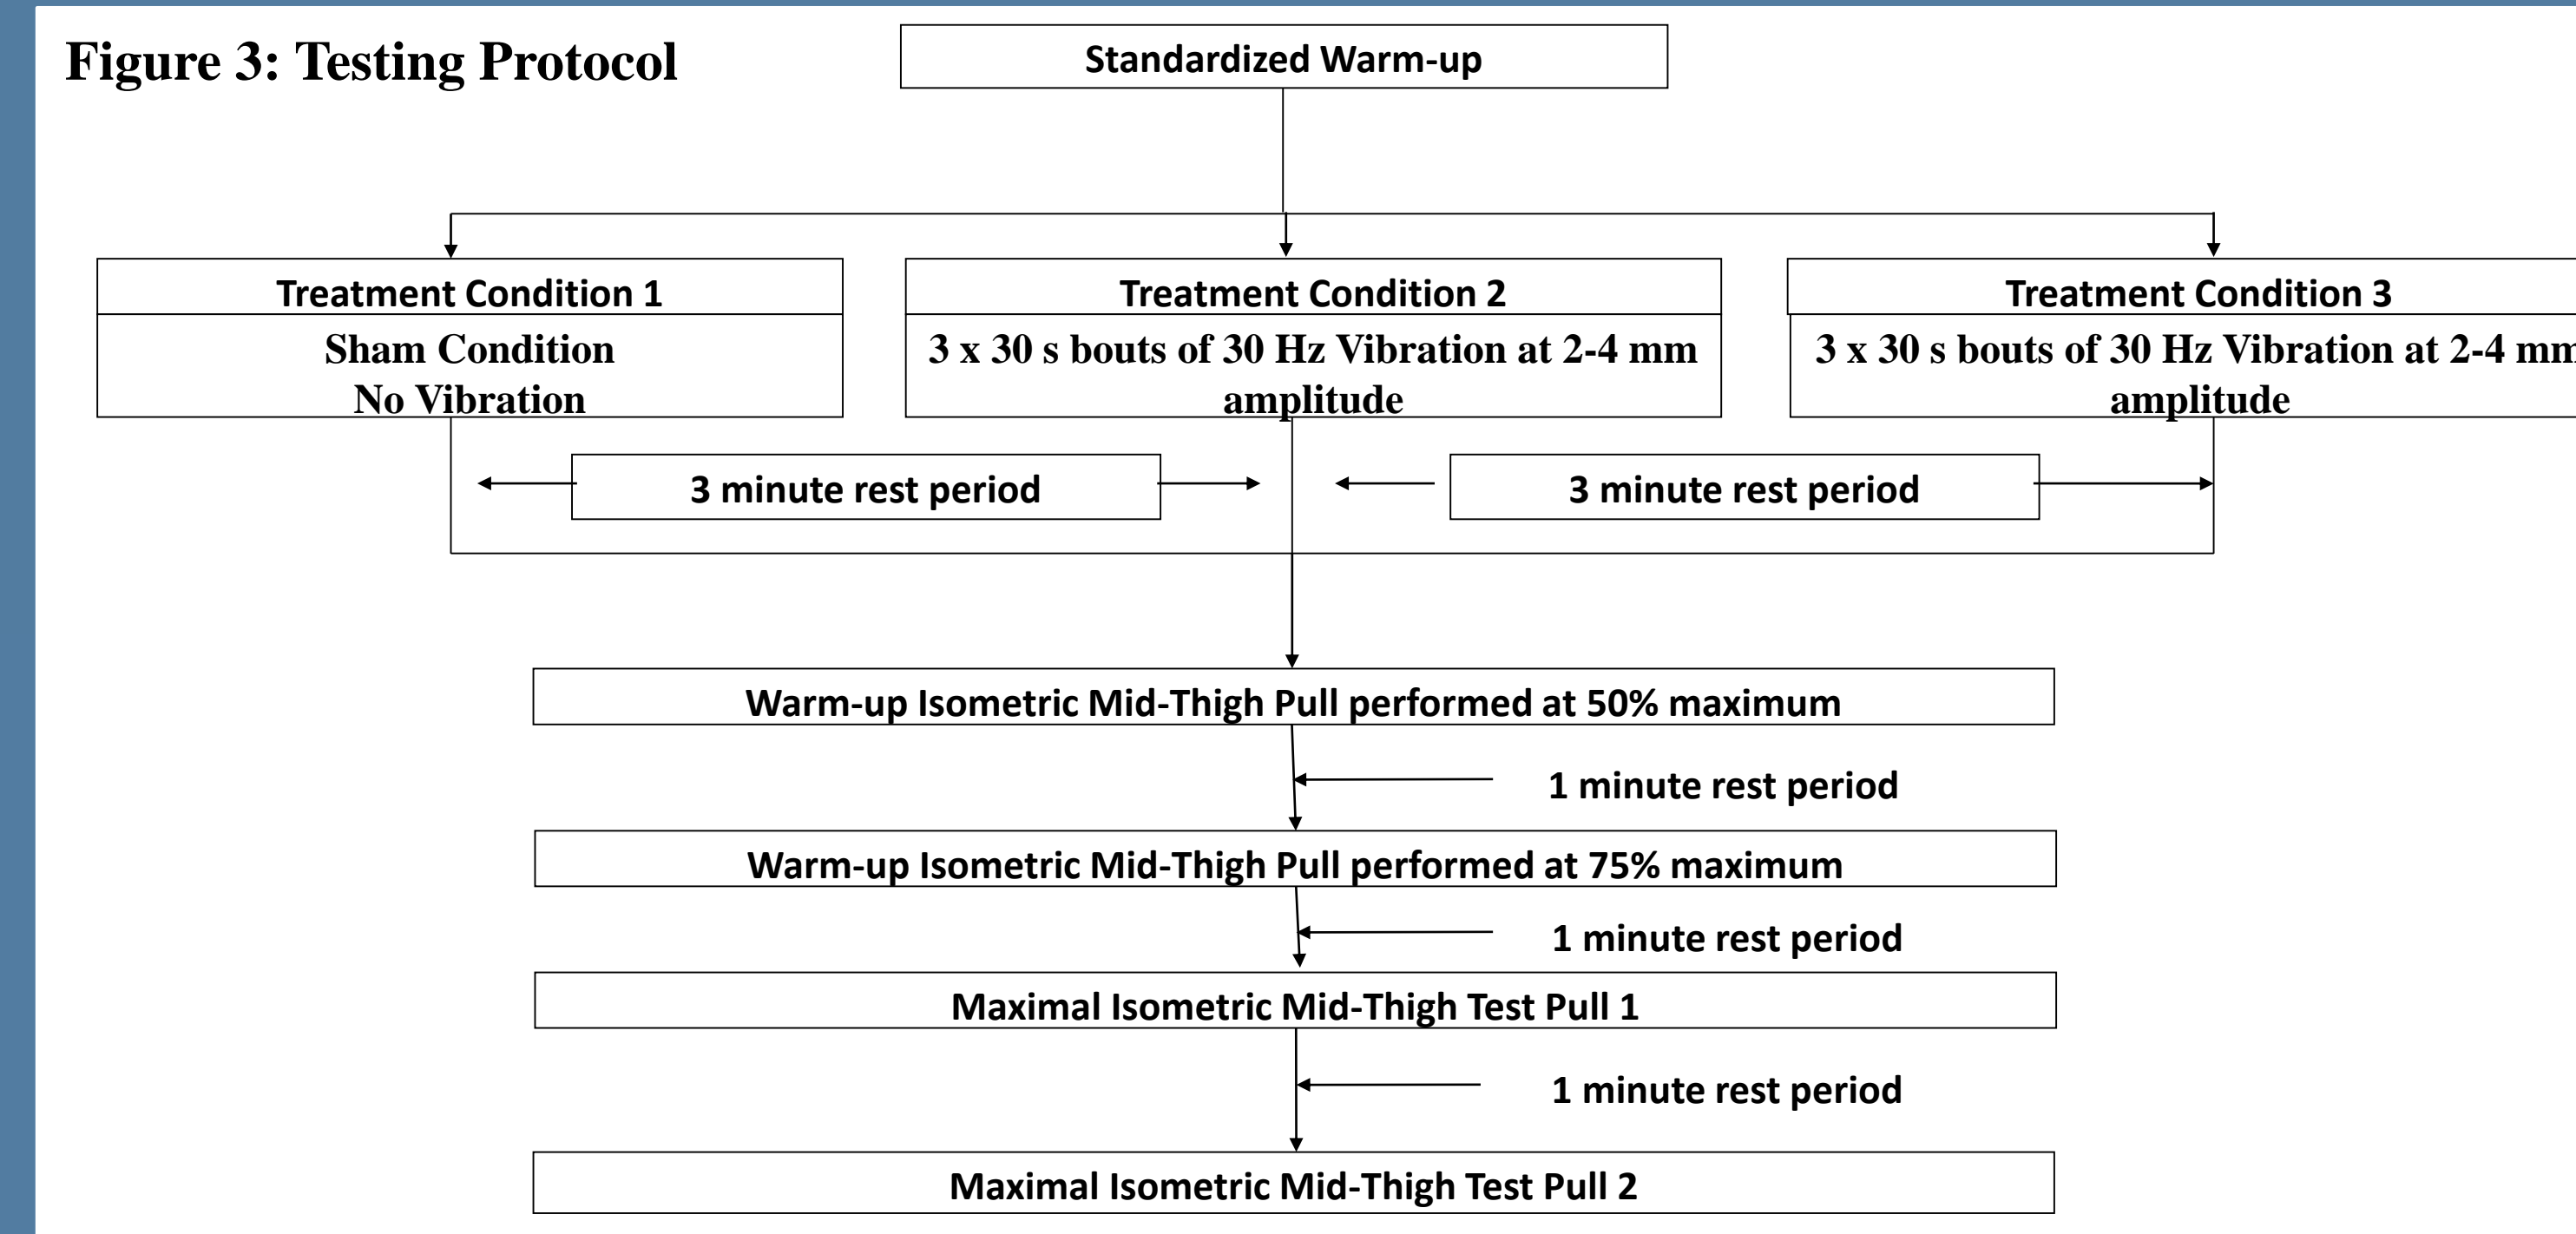 Figure 3: Testing Protocol
Standardized Warm-up
Treatment Condition 1
Sham Condition
No Vibration
Treatment Condition 2
3 x 30 s bouts of 30 Hz Vibration at 2-4 mm
amplitude
Treatment Condition 3
3 x 30 s bouts of 30 Hz Vibration at 2-4 mm
amplitude
3 minute rest period
3 minute rest period
Warm-up Isometric Mid-Thigh Pull performed at 50% maximum
1 minute rest period
Warm-up Isometric Mid-Thigh Pull performed at 75% maximum
1 minute rest period
Maximal Isometric Mid-Thigh Test Pull 1
1 minute rest period
Maximal Isometric Mid-Thigh Test Pull 2